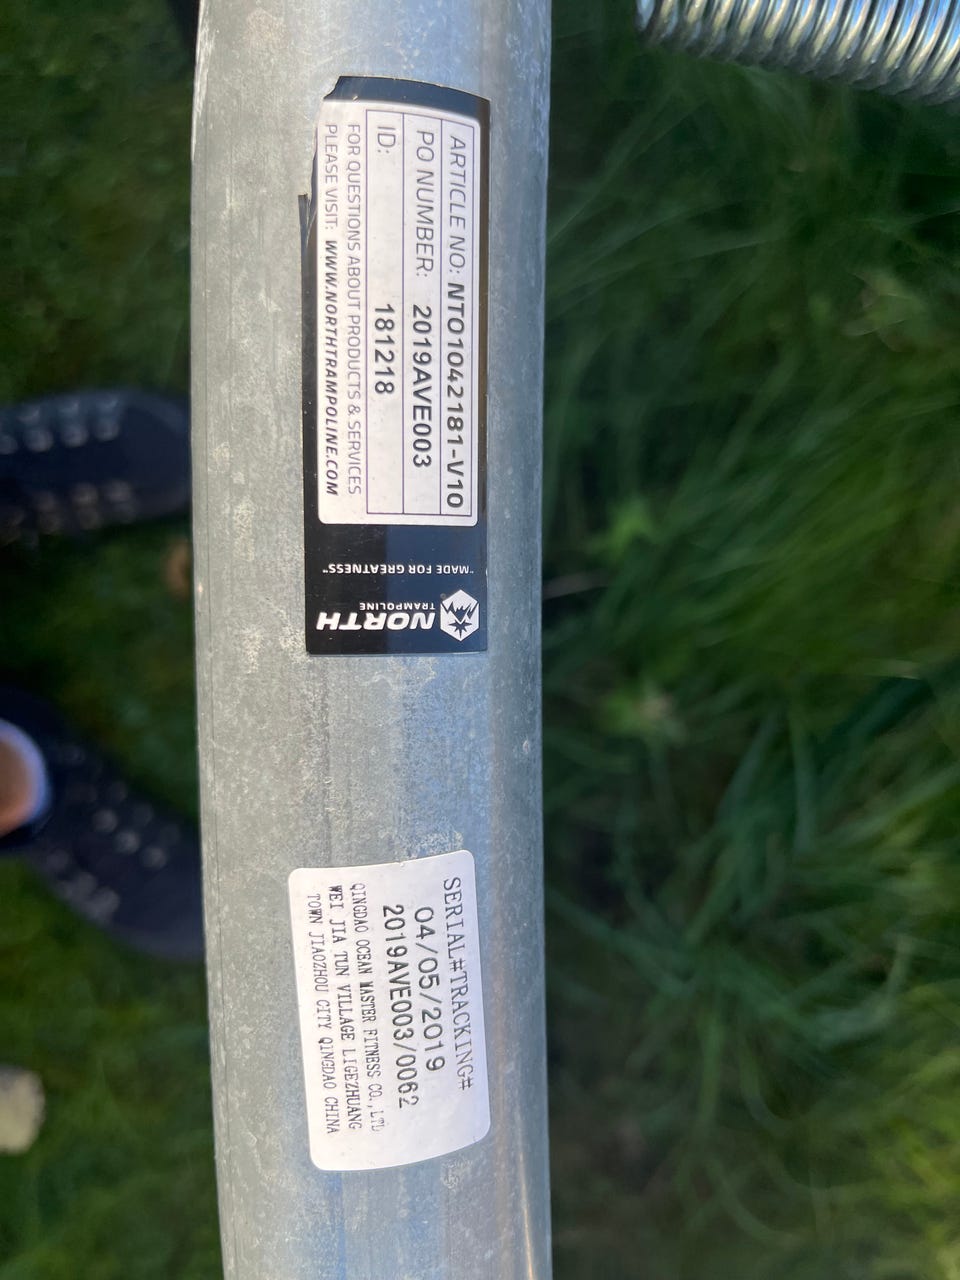 ARTICLE NO: NTO1042181-V10
PO NUMBER: 2019AVE003
ID: 181218
FOR QUESTIONS ABOUT PRODUCTS & SERVICES
PLEASE VISIT: WWW.NORTHTRAMPOLINE.COM
"MADE FOR GREATNESS"
NORTH
TRAMPOLINE
SERIAL#TRACKING#
04/05/2019
2019AVE003/0062
QINGDAO OCEAN MASTER FITNESS CO.,LTD
WEI JIA TUN VILLAGE LIGEZHUANG
TOWN JIAOZHOU CITY QINGDAO CHINA